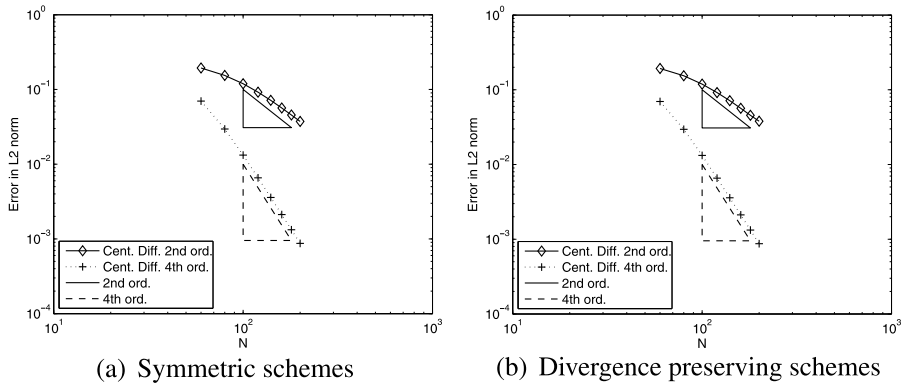 10^0
10^-1
10^-2
10^-3
10^-4
Error in L2 norm
Cent. Diff. 2nd ord.
Cent. Diff. 4th ord.
2nd ord.
4th ord.
10^1
10^2
10^3
N
(a) Symmetric schemes
10^0
10^-1
10^-2
10^-3
10^-4
Error in L2 norm
Cent. Diff. 2nd ord.
Cent. Diff. 4th ord.
2nd ord.
4th ord.
10^1
10^2
10^3
N
(b) Divergence preserving schemes